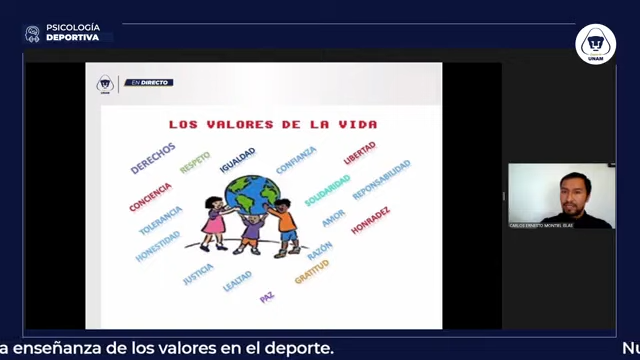 PSICOLOGÍA
DEPORTIVA
UNAM
UNAM
EN DIRECTO
LOS VALORES DE LA VIDA
DERECHOS
RESPETO
IGUALDAD
CONFIANZA
LIBERTAD
CONCIENCIA
SOLIDARIDAD
REPONSABILIDAD
TOLERANCIA
AMOR
HONRADEZ
HONESTIDAD
RAZÓN
JUSTICIA
LEALTAD
GRATITUD
PAZ
CARLOS ERNESTO MONTIEL ISLAS
a enseñanza de los valores en el deporte.
Nu